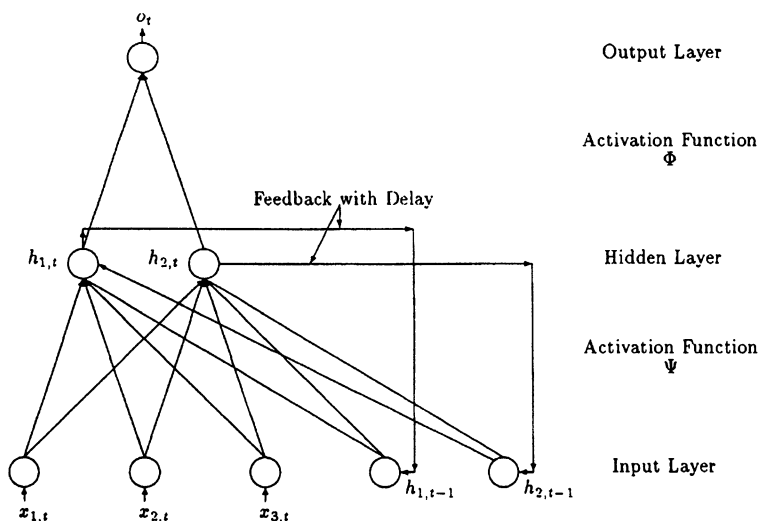 o_t
Output Layer
Activation Function
Φ
Feedback with Delay
h_{1,t}
h_{2,t}
Hidden Layer
Activation Function
Ψ
Input Layer
h_{1,t-1}
h_{2,t-1}
x_{1,t}
x_{2,t}
x_{3,t}